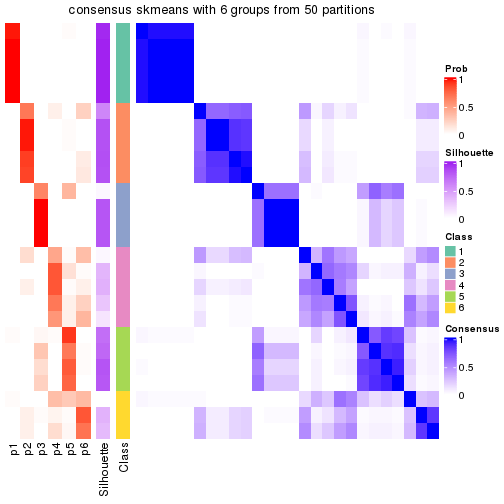 consensus skmeans with 6 groups from 50 partitions
Prob
1
0.5
0
Silhouette
1
0.5
0
Class
1
2
3
4
5
6
Consensus
1
0.5
0
p1
p2
p3
p4
p5
p6
Silhouette
Class